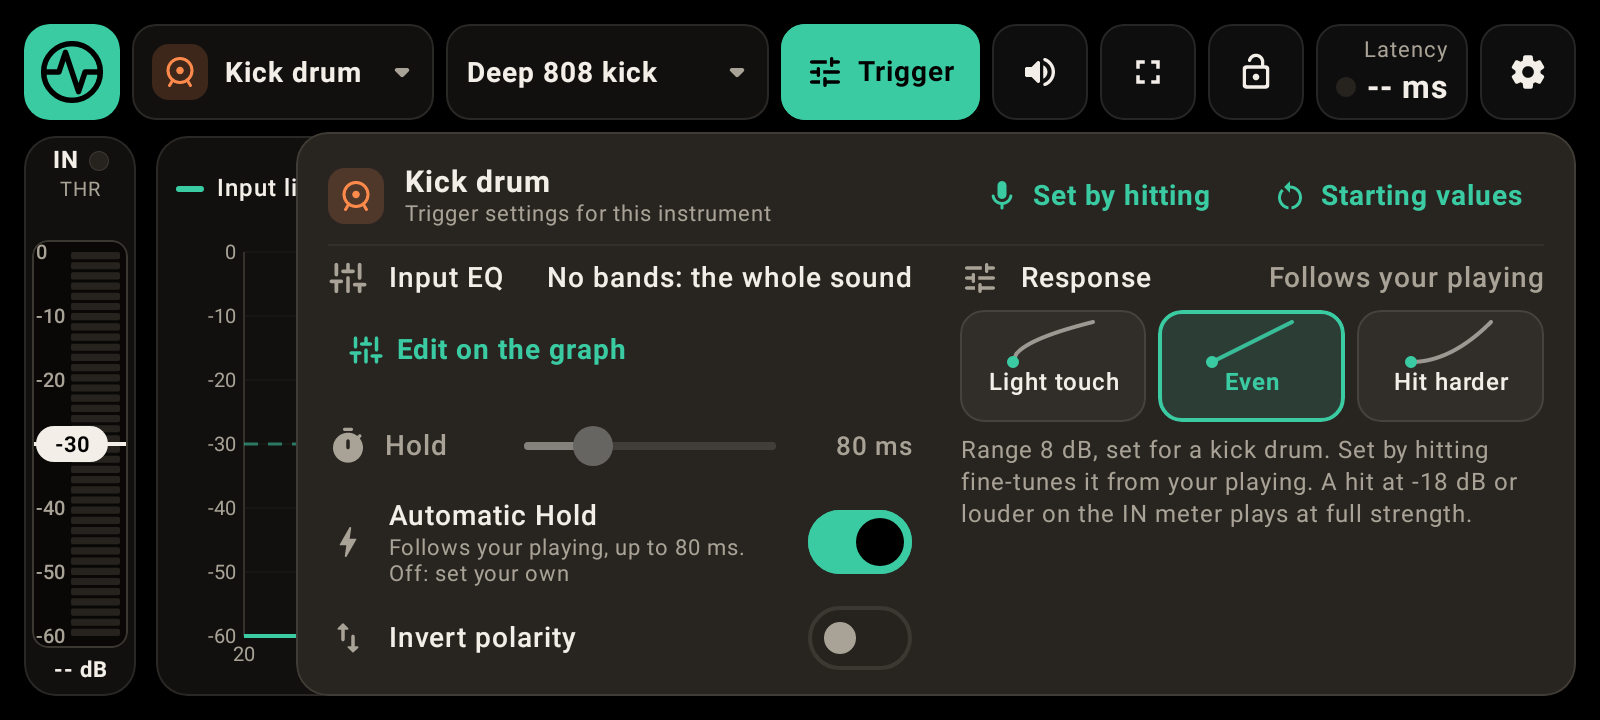 Kick drum
Deep 808 kick
Trigger
Latency
-- ms
IN
THR
0
-10
-20
-30
-40
-50
-60
-- dB
Input li
0
-10
-20
-30
-40
-50
-60
20
Kick drum
Trigger settings for this instrument
Set by hitting
Starting values
Input EQ
No bands: the whole sound
Edit on the graph
Hold
80 ms
Automatic Hold
Follows your playing, up to 80 ms.
Off: set your own
Invert polarity
Response
Follows your playing
Light touch
Even
Hit harder
Range 8 dB, set for a kick drum. Set by hitting
fine-tunes it from your playing. A hit at -18 dB or
louder on the IN meter plays at full strength.